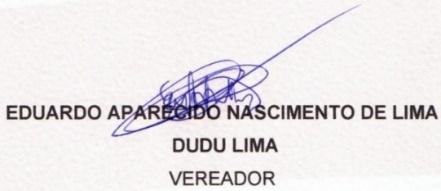 EDUARDO APARECIDO NASCIMENTO DE LIMA
DUDU LIMA
VEREADOR